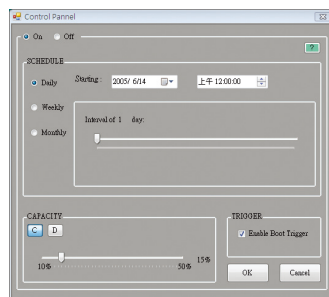 Control Pannel
On Off
?
SCHEDULE
Daily Starting: 2005/ 6/14 上午 12:00:00
Weekly
Monthly
Interval of 1 day:
CAPACITY
C D
15%
10% 50%
TRIGGER
Enable Boot Trigger
OK Cancel